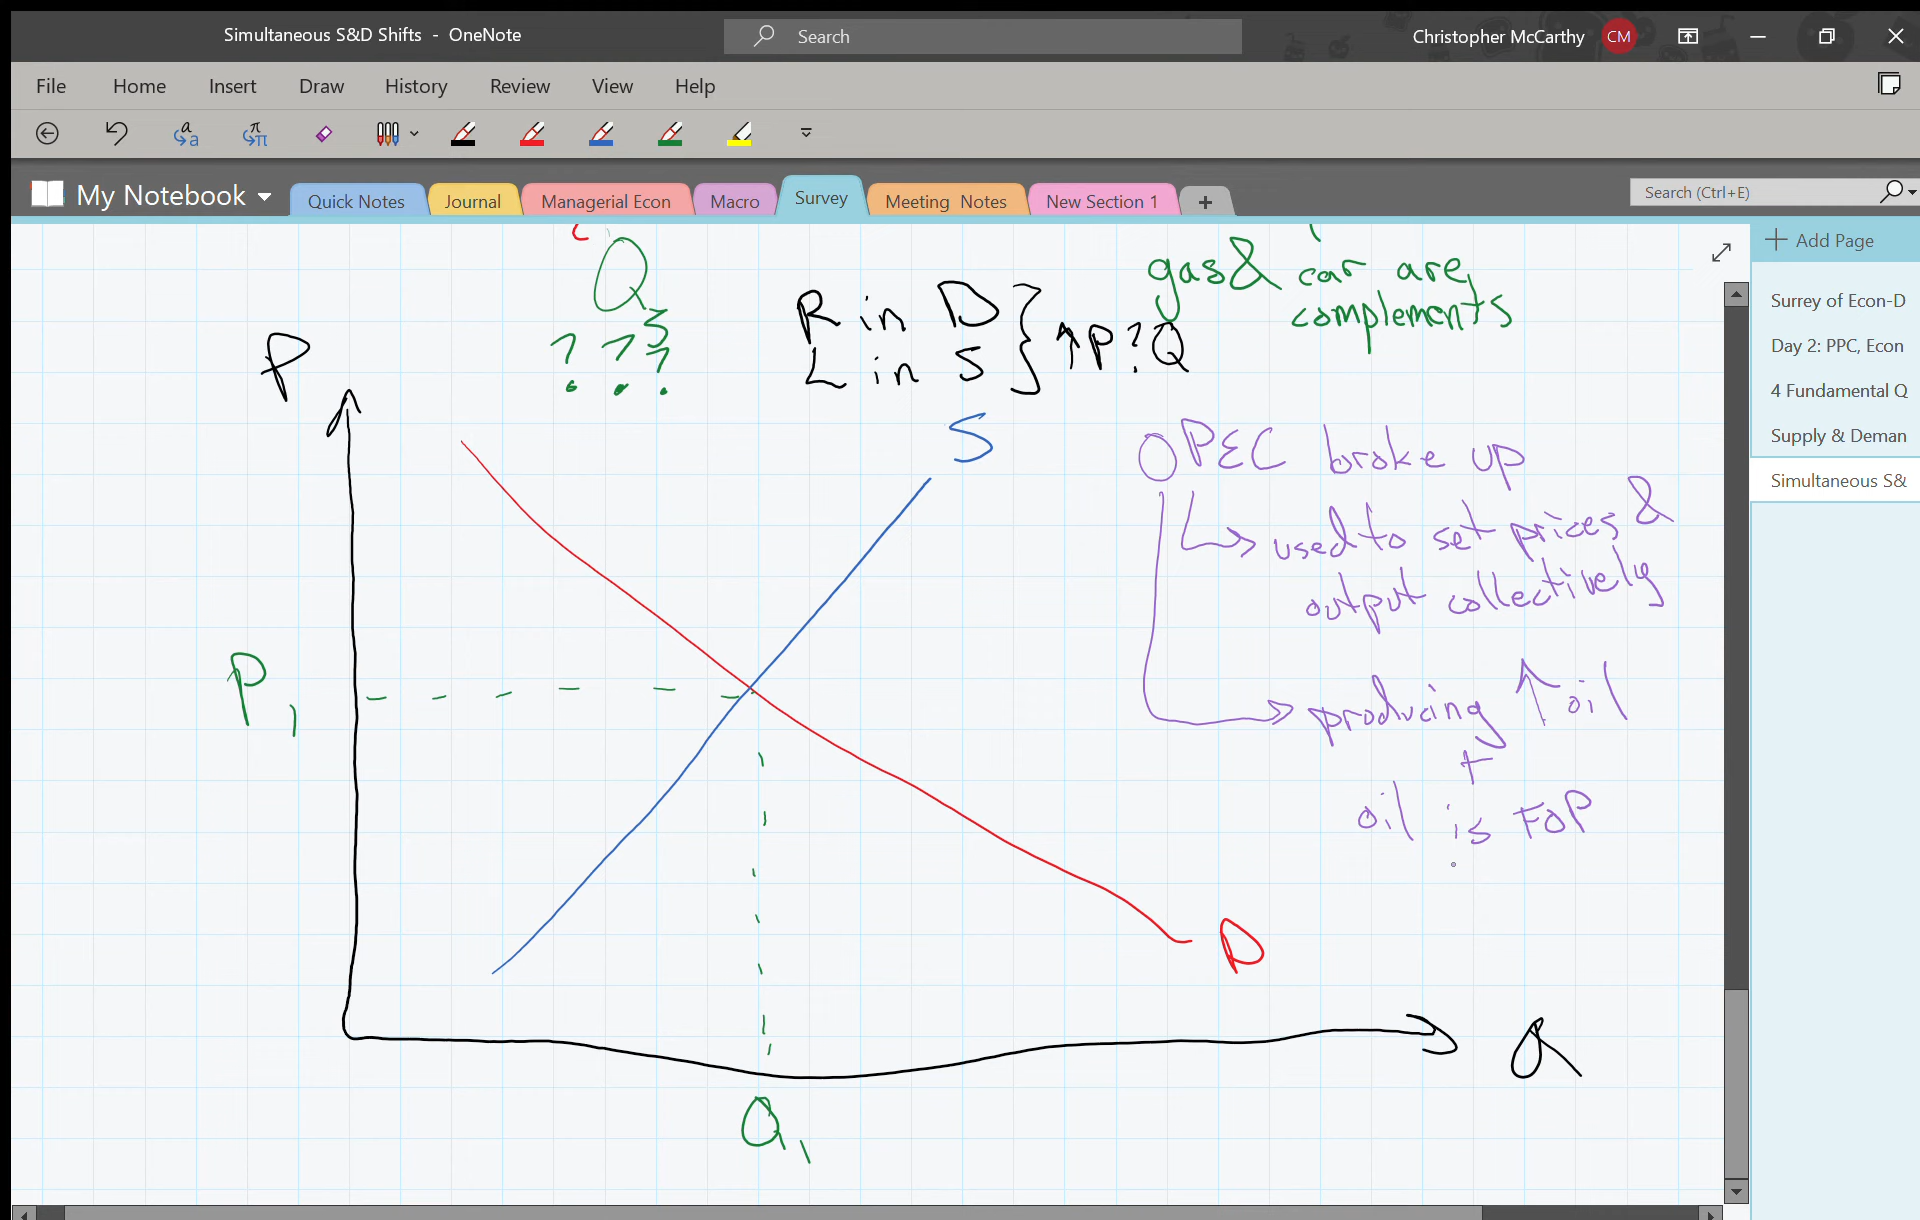 Simultaneous S&D Shifts - OneNote
Search
Christopher McCarthy
CM
File Home Insert Draw History Review View Help
My Notebook
Quick Notes
Journal
Managerial Econ
Macro
Survey
Meeting Notes
New Section 1
+
Search (Ctrl+E)
Add Page
Surrey of Econ-D
Day 2: PPC, Econ
4 Fundamental Q
Supply & Deman
Simultaneous S&
gas & car are
complements
Q3
? ? ?
R in D
L in S
} ↑P ?Q
P
S
OPEC broke up
↳ used to set prices &
output collectively
P1
→ producing ↑ oil
+
oil is FOP
D
Q
Q1